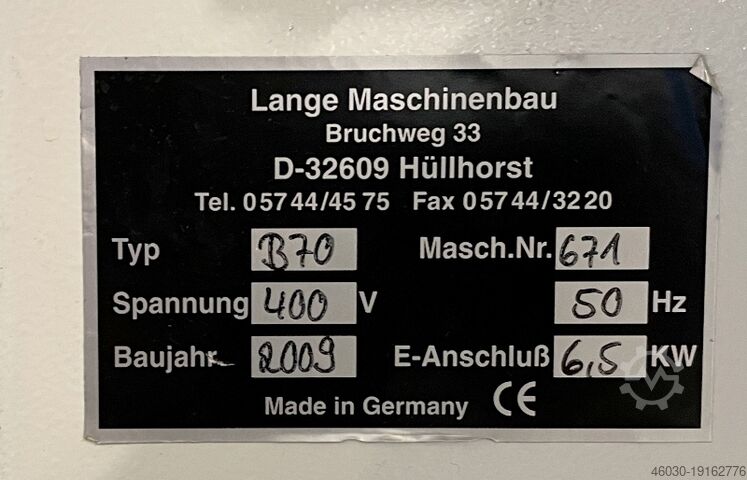 Lange Maschinenbau
Bruchweg 33
D-32609 Hüllhorst
Tel. 05744/4575 Fax 05744/3220
Typ B70 Masch.Nr. 671
Spannung 400 V 50 Hz
Baujahr 2009 E-Anschluß 6,5 KW
Made in Germany CE
46030-19162776